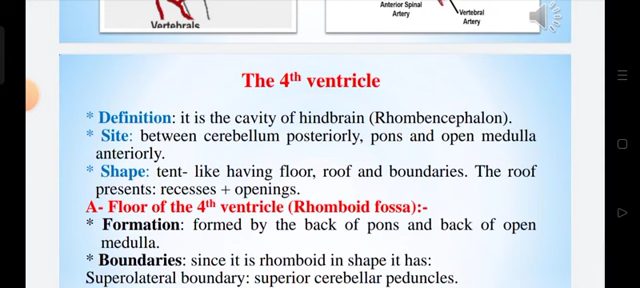 Vertebrals
Anterior Spinal
Artery
Vertebral
Artery
The 4th ventricle
* Definition: it is the cavity of hindbrain (Rhombencephalon).
* Site: between cerebellum posteriorly, pons and open medulla
anteriorly.
* Shape: tent- like having floor, roof and boundaries. The roof
presents: recesses + openings.
A- Floor of the 4th ventricle (Rhomboid fossa):-
* Formation: formed by the back of pons and back of open
medulla.
* Boundaries: since it is rhomboid in shape it has:
Superolateral boundary: superior cerebellar peduncles.